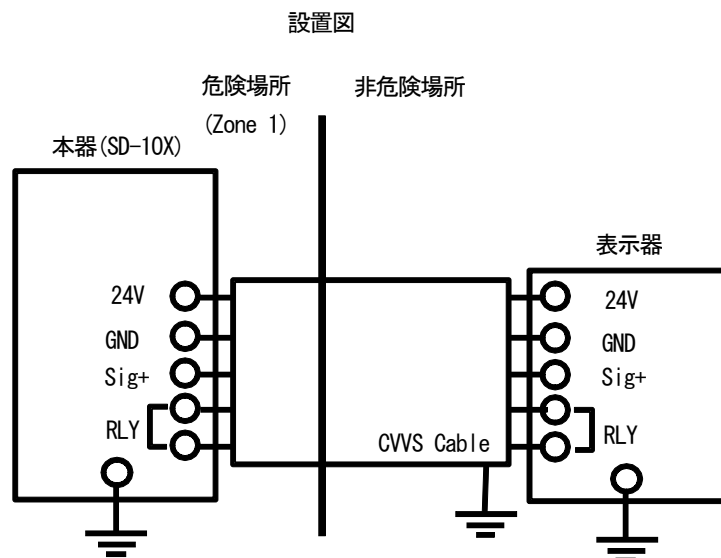 設置図
危険場所
(Zone 1)
非危険場所
本器(SD-10X)
24V
GND
Sig+
RLY
CVVS Cable
表示器
24V
GND
Sig+
RLY